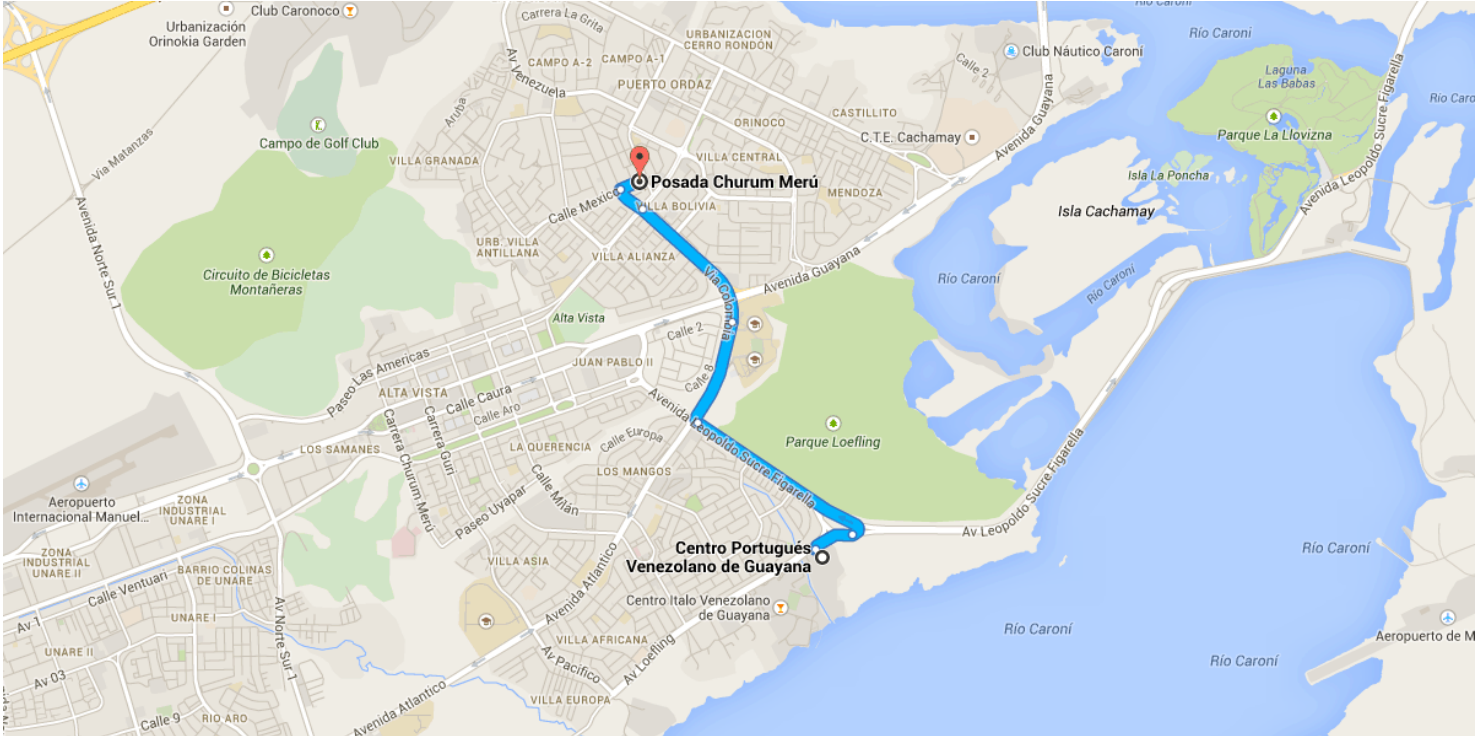 Club Caronoco
Urbanización
Orinokia Garden
Carrera La Grita
Av Venezuela
URBANIZACION
CERRO RONDÓN
CAMPO A-2
CAMPO A-1
PUERTO ORDAZ
Aruba
Calle 2
Club Náutico Caroní
Río Caroní
Río Caroní
Laguna
Las Babas
Parque La Llovizna
Avenida Leopoldo Sucre Figarella
Isla La Poncha
Isla Cachamay
Campo de Golf Club
Vía Matanzas
VILLA GRANADA
ORINOCO
CASTILLITO
C.T.E. Cachamay
Avenida Guayana
VILLA CENTRAL
Posada Churum Merú
MENDOZA
Calle Mexico
VILLA BOLIVIA
URB. VILLA
ANTILLANA
VILLA ALIANZA
Avenida Norte Sur 1
Circuito de Bicicletas
Montañeras
Vía Colombia
Avenida Guayana
Río Caroní
Río Caroní
Alta Vista
Calle 2
JUAN PABLO II
Calle 8
Paseo Las Americas
ALTA VISTA
Calle Caura
Calle Aro
Carrera Guri
Carrera Churum Merú
Avenida Leopoldo Sucre Figarella
Parque Loefling
LOS SAMANES
LA QUERENCIA
Calle Europa
LOS MANGOS
Calle Milán
Paseo Uyapar
Av Leopoldo Sucre Figarella
Aeropuerto
Internacional Manuel...
ZONA
INDUSTRIAL
UNARE I
ZONA
INDUSTRIAL
UNARE II
BARRIO COLINAS
DE UNARE
Calle Ventuari
VILLA ASIA
Avenida Atlantico
Centro Portugués
Venezolano de Guayana
Centro Italo Venezolano
de Guayana
Río Caroní
Río Caroní
Río Caroní
Aeropuerto de M
Av 1
UNARE I
UNARE II
Av Norte Sur 1
Av 03
VILLA AFRICANA
Av Pacifico
Av Loefling
VILLA EUROPA
Avenida Atlantico
Calle 9
RIO ARO